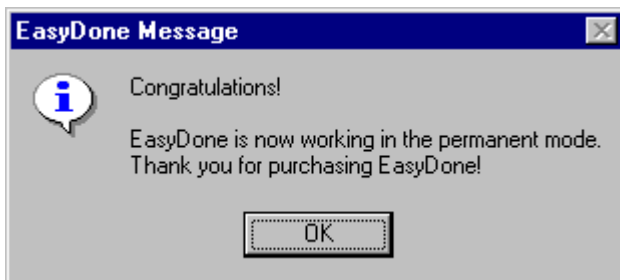 EasyDone Message
Congratulations!
EasyDone is now working in the permanent mode.
Thank you for purchasing EasyDone!
OK